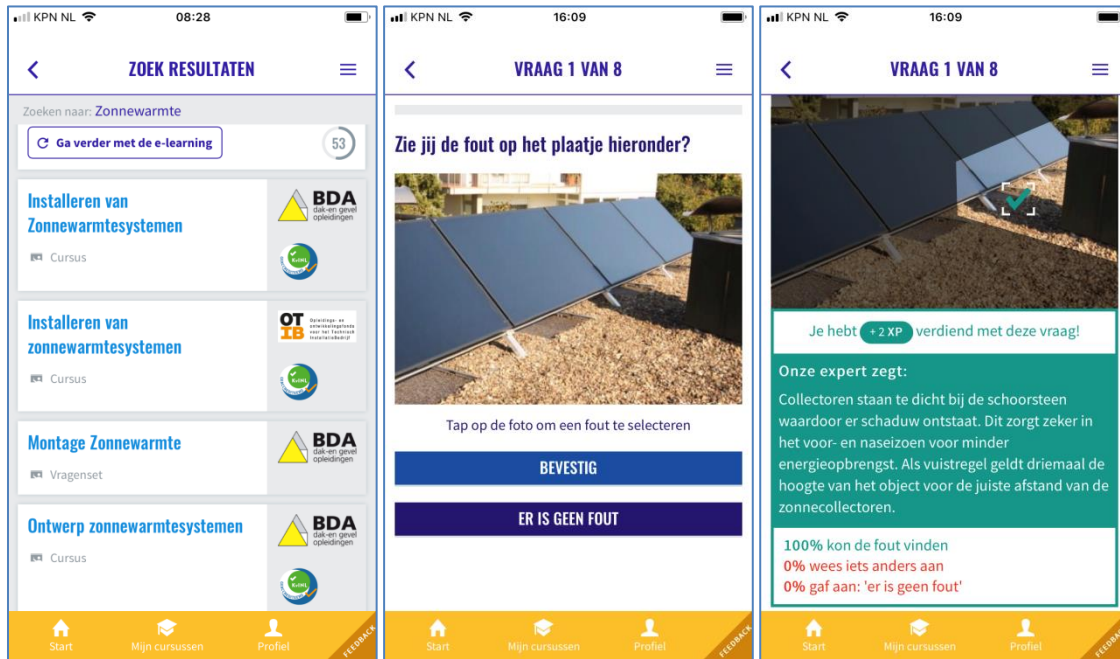 KPN NL
08:28
ZOEK RESULTATEN
Zoeken naar: Zonnewarmte
Ga verder met de e-learning
53
Installeren van
Zonnewarmtesystemen
Cursus
BDA
dak-en gevel
opleidingen
Installeren van
zonnewarmtesystemen
Cursus
OT
IB
Opleidings- en
ontwikkelingsfonds
voor het Technisch
InstallatieBedrijf
Montage Zonnewarmte
Vragenset
BDA
dak-en gevel
opleidingen
Ontwerp zonnewarmtesystemen
Cursus
BDA
dak-en gevel
opleidingen
Start
Mijn cursussen
Profiel
FEEDBACK
KPN NL
16:09
VRAAG 1 VAN 8
Zie jij de fout op het plaatje hieronder?
Tap op de foto om een fout te selecteren
BEVESTIG
ER IS GEEN FOUT
Start
Mijn cursussen
Profiel
FEEDBACK
KPN NL
16:09
VRAAG 1 VAN 8
Je hebt +2 XP verdiend met deze vraag!
Onze expert zegt:
Collectoren staan te dicht bij de schoorsteen
waardoor er schaduw ontstaat. Dit zorgt zeker in
het voor- en naseizoen voor minder
energieopbrengst. Als vuistregel geldt driemaal de
hoogte van het object voor de juiste afstand van de
zonnecollectoren.
100% kon de fout vinden
0% wees iets anders aan
0% gaf aan: 'er is geen fout'
Start
Mijn cursussen
Profiel
FEEDBACK